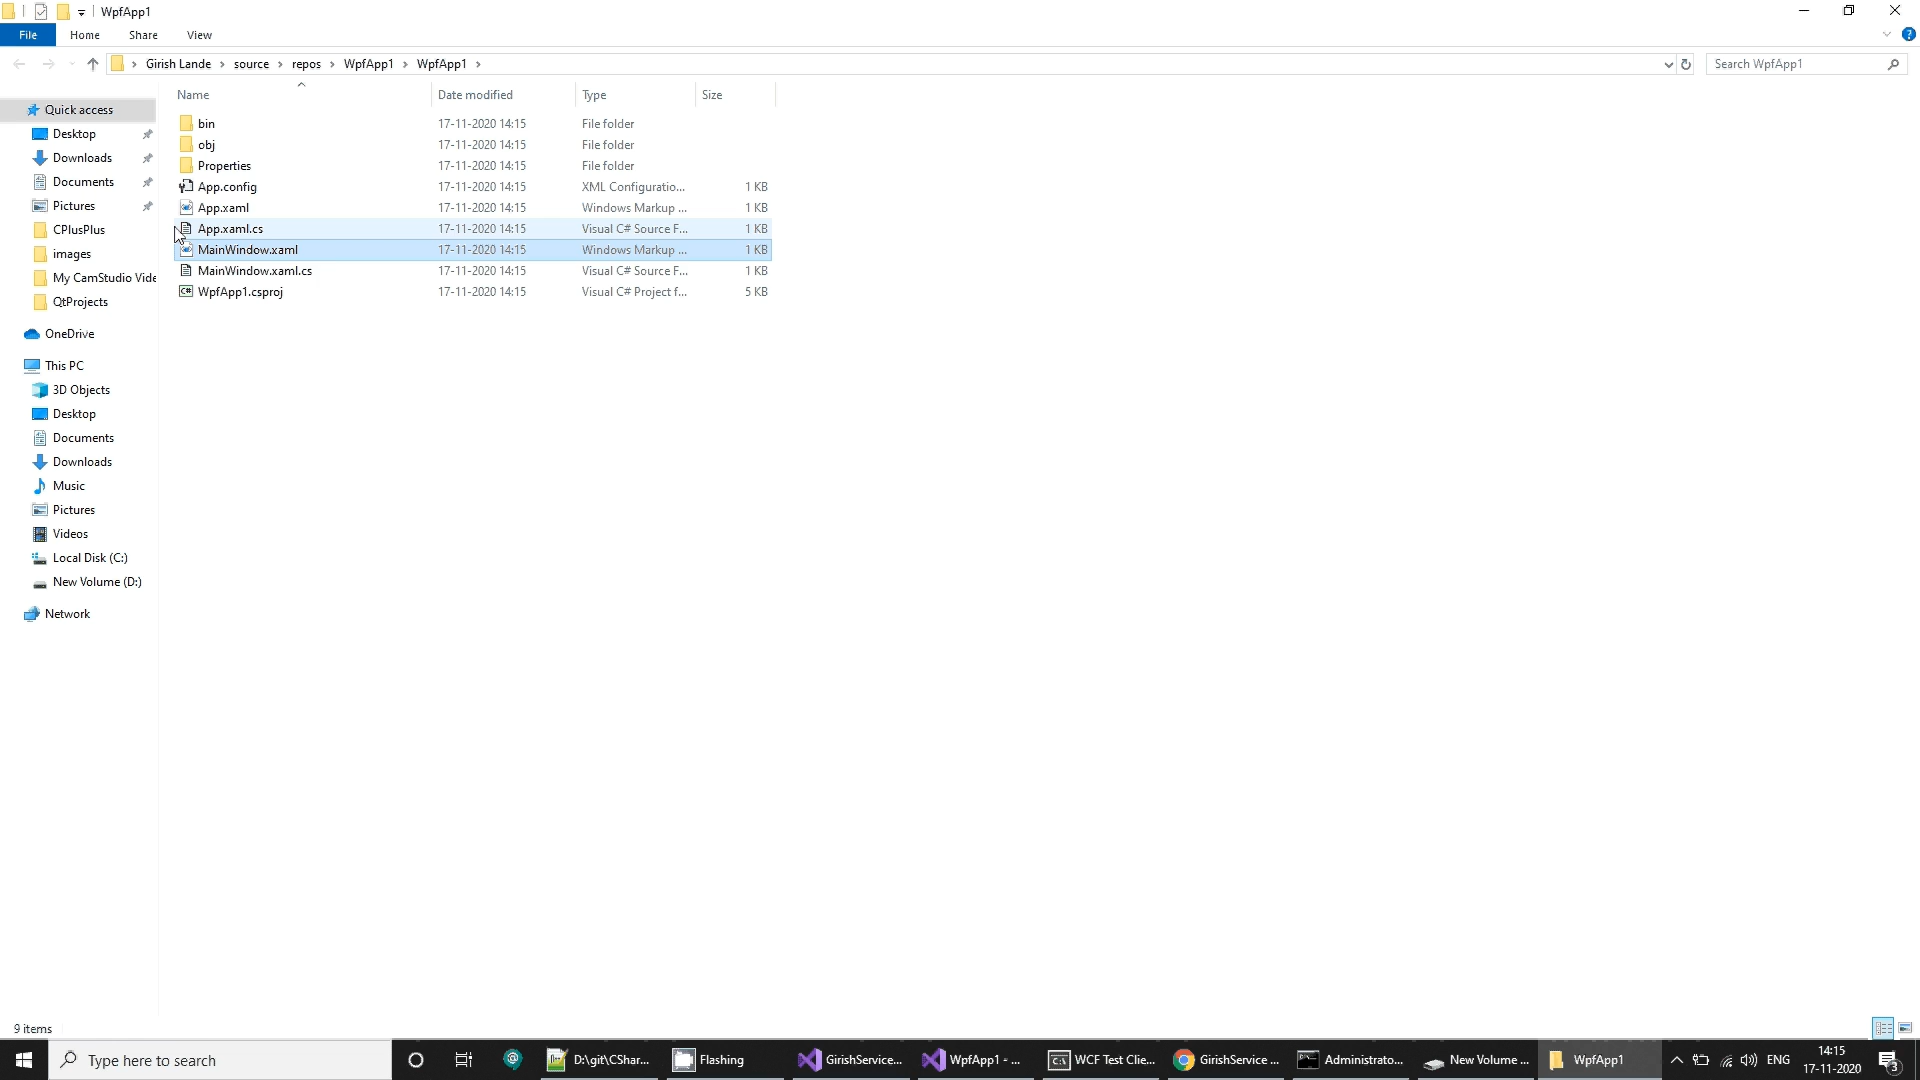 WpfApp1
File Home Share View
Girish Lande source repos WpfApp1 WpfApp1 Search WpfApp1
Name Date modified Type Size
Quick access
Desktop
Downloads
Documents
Pictures
CPlusPlus
images
My CamStudio Vide
QtProjects
OneDrive
This PC
3D Objects
Desktop
Documents
Downloads
Music
Pictures
Videos
Local Disk (C:)
New Volume (D:)
Network
bin 17-11-2020 14:15 File folder
obj 17-11-2020 14:15 File folder
Properties 17-11-2020 14:15 File folder
App.config 17-11-2020 14:15 XML Configuratio... 1 KB
App.xaml 17-11-2020 14:15 Windows Markup ... 1 KB
App.xaml.cs 17-11-2020 14:15 Visual C# Source F... 1 KB
MainWindow.xaml 17-11-2020 14:15 Windows Markup ... 1 KB
MainWindow.xaml.cs 17-11-2020 14:15 Visual C# Source F... 1 KB
WpfApp1.csproj 17-11-2020 14:15 Visual C# Project f... 5 KB
9 items
Type here to search D:\git\CShar... Flashing GirishService... WpfApp1 - ... WCF Test Clie... GirishService ... Administrato... New Volume ... WpfApp1 ENG 14:15
17-11-2020 3